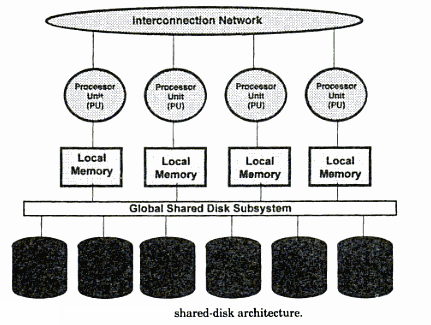 Interconnection Network
Processor Unit (PU)
Processor Unit (PU)
Processor Unit (PU)
Processor Unit (PU)
Local Memory
Local Memory
Local Memory
Local Memory
Global Shared Disk Subsystem
shared-disk architecture.